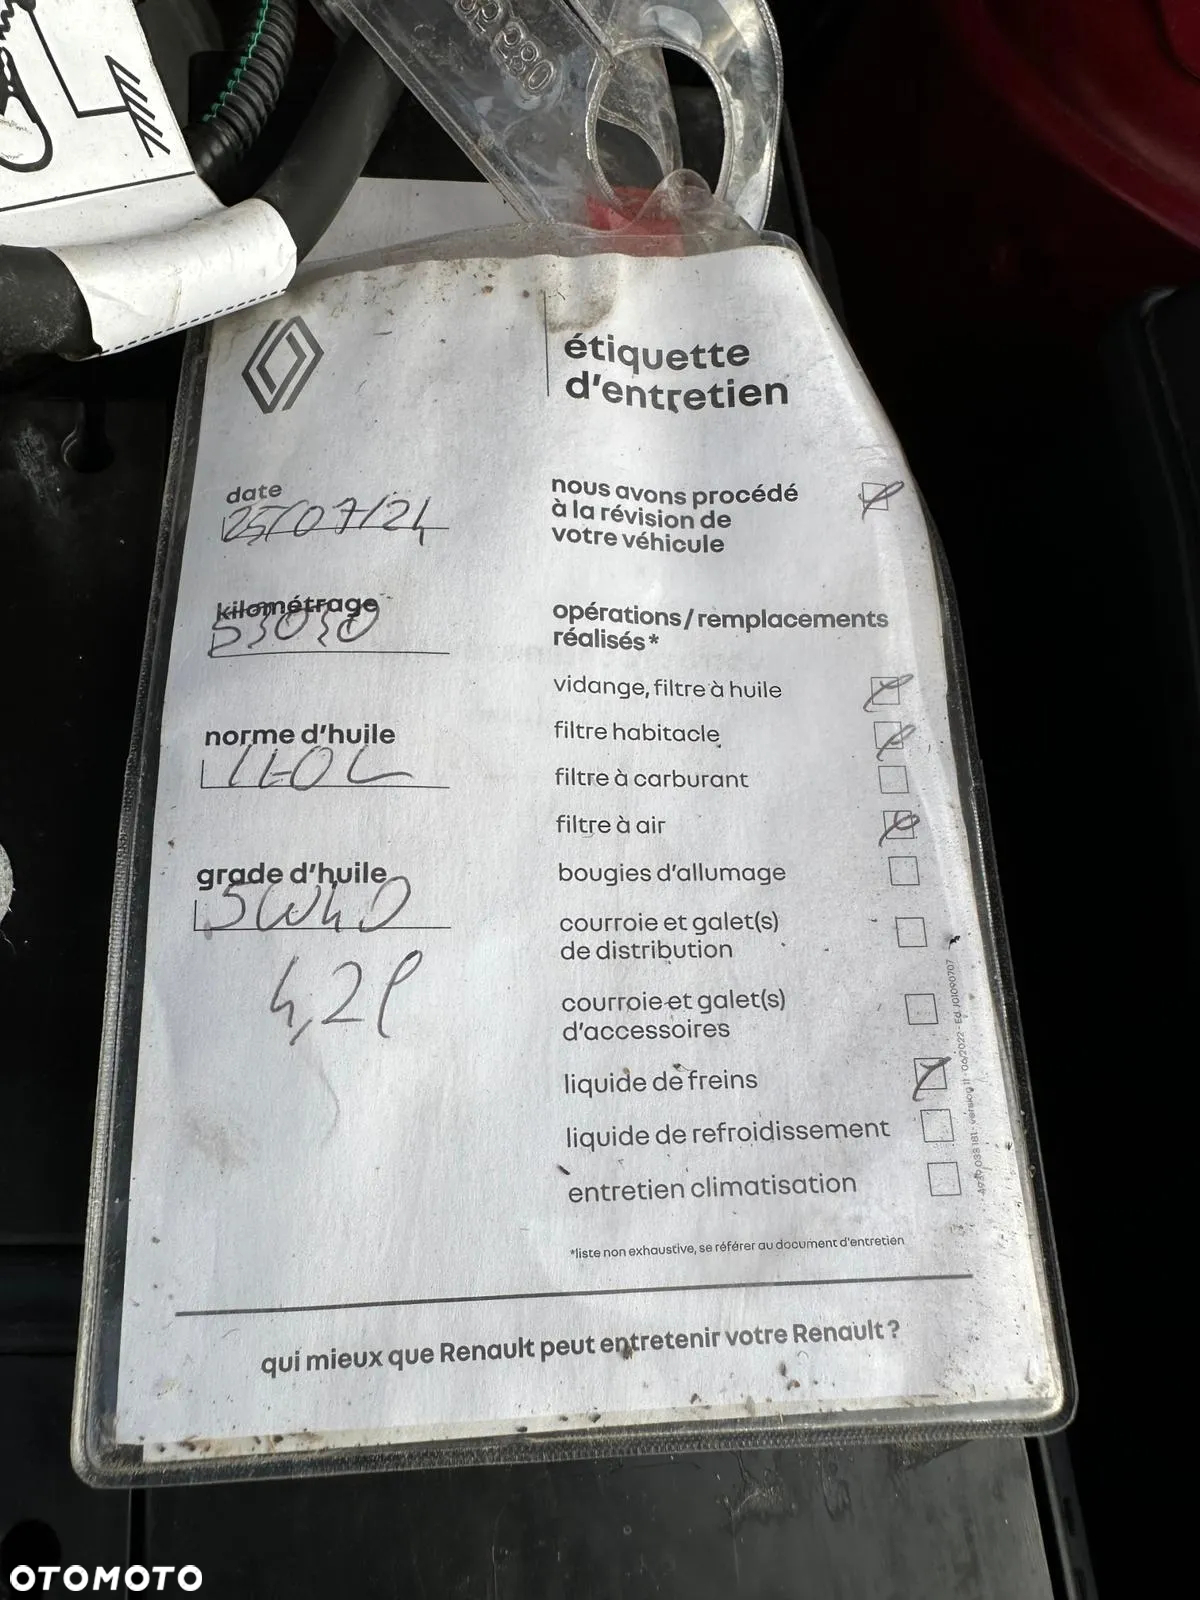 étiquette
d'entretien
date
25/07/24
nous avons procédé
à la révision de
votre véhicule
kilométrage
53030
opérations/remplacements
réalisés*
vidange, filtre à huile
norme d'huile
filtre habitacle
filtre à carburant
filtre à air
grade d'huile
5W40
bougies d'allumage
courroie et galet(s)
de distribution
4,2l
courroie et galet(s)
d'accessoires
liquide de freins
liquide de refroidissement
entretien climatisation
*liste non exhaustive, se référer au document d'entretien
qui mieux que Renault peut entretenir votre Renault ?
OTOMOTO